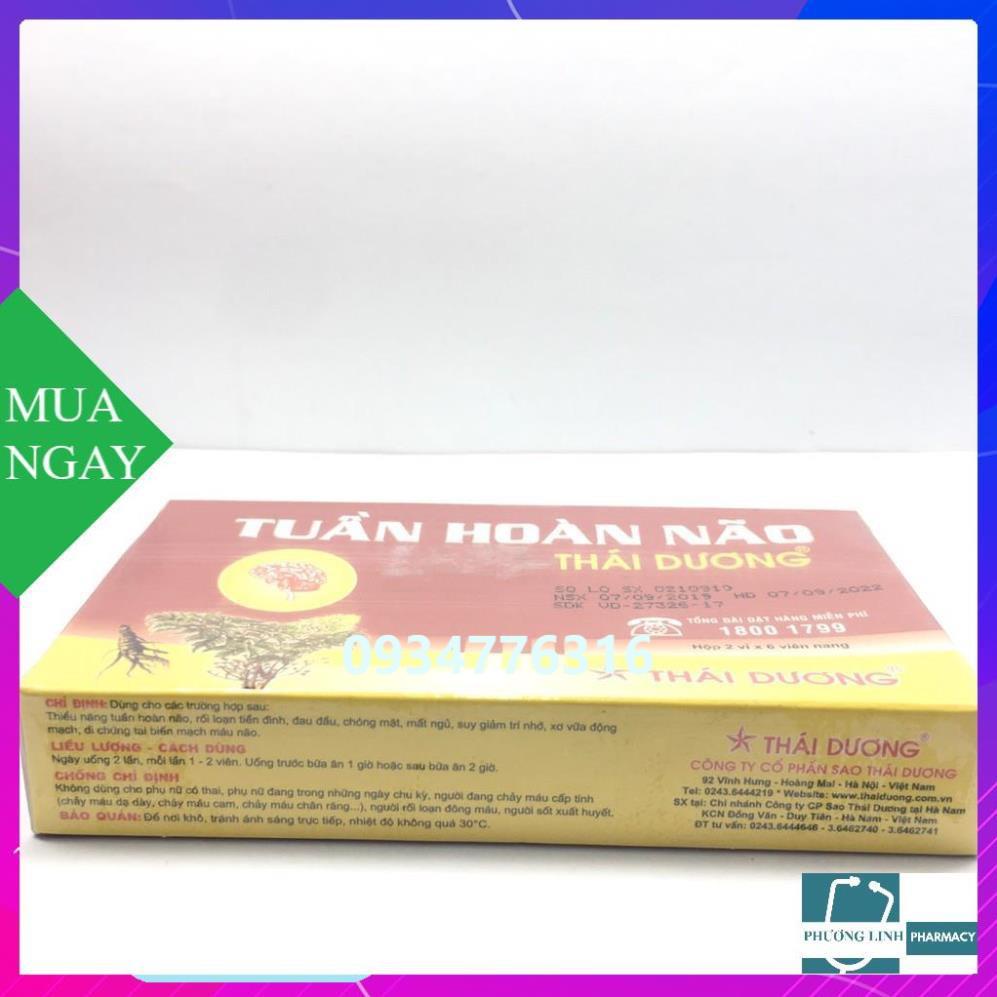 MUA
NGAY
TUẦN HOÀN NÃO
THÁI DƯƠNG®
SO LO SX 0210919
NSX 07/09/2019 HD 07/09/2022
SDK VD-27326-17
TỔNG ĐÀI ĐẶT HÀNG MIỄN PHÍ
1800 1799
Hộp 2 vỉ x 6 viên nang
0934776316
THÁI DƯƠNG®
CHỈ ĐỊNH: Dùng cho các trường hợp sau:
Thiểu năng tuần hoàn não, rối loạn tiền đình, đau đầu, chóng mặt, mất ngủ, suy giảm trí nhớ, xơ vữa động
mạch, di chứng tai biến mạch máu não.
LIỀU LƯỢNG - CÁCH DÙNG
Ngày uống 2 lần, mỗi lần 1 - 2 viên. Uống trước bữa ăn 1 giờ hoặc sau bữa ăn 2 giờ.
CHỐNG CHỈ ĐỊNH
Không dùng cho phụ nữ có thai, phụ nữ đang trong những ngày chu kỳ, người đang chảy máu cấp tính
(chảy máu dạ dày, chảy máu cam, chảy máu chân răng...), người rối loạn đông máu, người sốt xuất huyết.
BẢO QUẢN: Để nơi khô, tránh ánh sáng trực tiếp, nhiệt độ không quá 30°C.
THÁI DƯƠNG®
CÔNG TY CỔ PHẦN SAO THÁI DƯƠNG
92 Vĩnh Hưng - Hoàng Mai - Hà Nội - Việt Nam
Tel: 0243.6444219 * Website: www.thaiduong.com.vn
SX tại: Chi nhánh Công ty CP Sao Thái Dương tại Hà Nam
KCN Đồng Văn - Duy Tiên - Hà Nam - Việt Nam
ĐT tư vấn: 0243.6444646 - 3.6462740 - 3.6462741
PHƯƠNG LINH PHARMACY